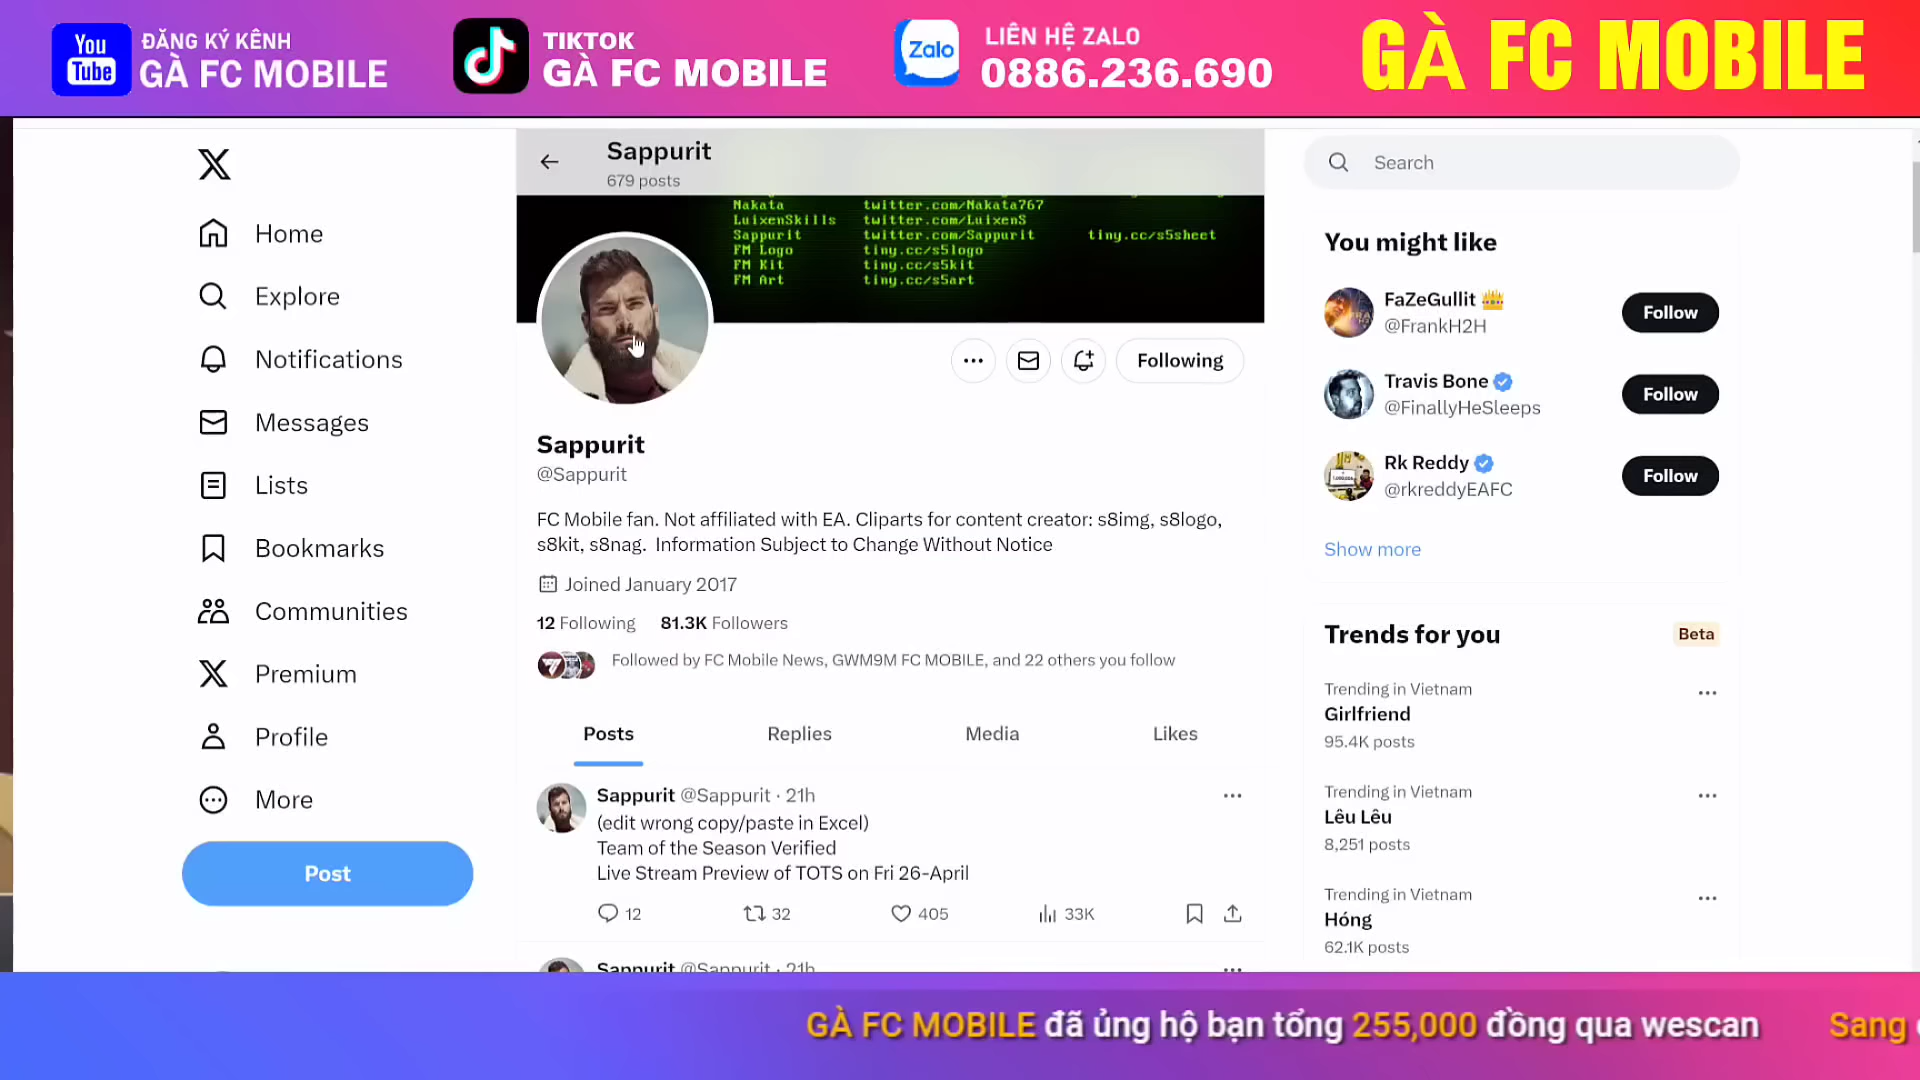 You Tube
ĐĂNG KÝ KÊNH
GÀ FC MOBILE
TIKTOK
GÀ FC MOBILE
Zalo
LIÊN HỆ ZALO
0886.236.690
GÀ FC MOBILE
Sappurit
679 posts
Nakata twitter.com/Nakata767
LuixenSkills twitter.com/LuixenS
Sappurit twitter.com/Sappurit tiny.cc/s5sheet
FM Logo tiny.cc/s5logo
FM Kit tiny.cc/s5kit
FM Art tiny.cc/s5art
Home
Explore
Notifications
Messages
Lists
Bookmarks
Communities
Premium
Profile
More
Post
Following
Sappurit
@Sappurit
FC Mobile fan. Not affiliated with EA. Cliparts for content creator: s8img, s8logo,
s8kit, s8nag. Information Subject to Change Without Notice
Joined January 2017
12 Following 81.3K Followers
Followed by FC Mobile News, GWM9M FC MOBILE, and 22 others you follow
Posts Replies Media Likes
Sappurit @Sappurit · 21h
(edit wrong copy/paste in Excel)
Team of the Season Verified
Live Stream Preview of TOTS on Fri 26-April
12 32 405 33K
Sappurit @Sappurit · 21h
Search
You might like
FaZeGullit
@FrankH2H
Follow
Travis Bone
@FinallyHeSleeps
Follow
Rk Reddy
@rkreddyEAFC
Follow
Show more
Trends for you Beta
Trending in Vietnam
Girlfriend
95.4K posts
Trending in Vietnam
Lêu Lêu
8,251 posts
Trending in Vietnam
Hóng
62.1K posts
GÀ FC MOBILE đã ủng hộ bạn tổng 255,000 đồng qua wescan Sang